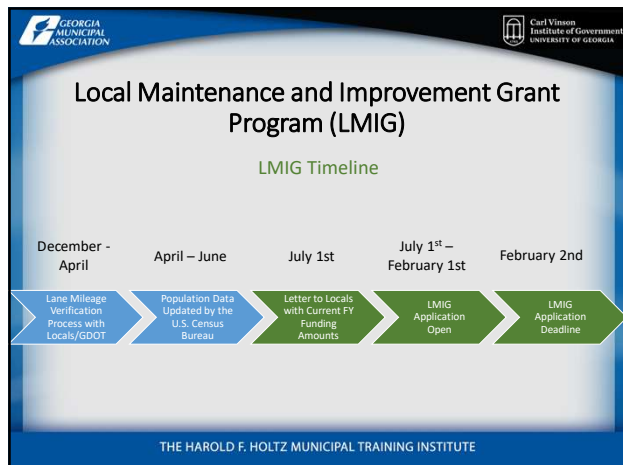 GEORGIA
MUNICIPAL
ASSOCIATION
Carl Vinson
Institute of Government
UNIVERSITY OF GEORGIA
Local Maintenance and Improvement Grant
Program (LMIG)
LMIG Timeline
December -
April
April – June
July 1st
July 1st –
February 1st
February 2nd
Lane Mileage
Verification
Process with
Locals/GDOT
Population Data
Updated by the
U.S. Census
Bureau
Letter to Locals
with Current FY
Funding
Amounts
LMIG
Application
Open
LMIG
Application
Deadline
THE HAROLD F. HOLTZ MUNICIPAL TRAINING INSTITUTE